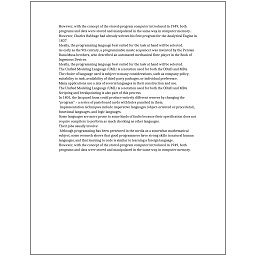 However, with the concept of the stored-program computer introduced in 1949, both
programs and data were stored and manipulated in the same way in computer memory.
However, Charles Babbage had already written his first program for the Analytical Engine in
1837.
Ideally, the programming language best suited for the task at hand will be selected.
As early as the 9th century, a programmable music sequencer was invented by the Persian
Banu Musa brothers, who described an automated mechanical flute player in the Book of
Ingenious Devices.
Ideally, the programming language best suited for the task at hand will be selected.
The Unified Modeling Language (UML) is a notation used for both the OOAD and MDA.
The choice of language used is subject to many considerations, such as company policy,
suitability to task, availability of third-party packages, or individual preference.
Many applications use a mix of several languages in their construction and use.
The Unified Modeling Language (UML) is a notation used for both the OOAD and MDA.
Scripting and breakpointing is also part of this process.
In 1801, the Jacquard loom could produce entirely different weaves by changing the
"program" – a series of pasteboard cards with holes punched in them.
Implementation techniques include imperative languages (object-oriented or procedural),
functional languages, and logic languages.
Some languages are more prone to some kinds of faults because their specification does not
require compilers to perform as much checking as other languages.
Their jobs usually involve:
Although programming has been presented in the media as a somewhat mathematical
subject, some research shows that good programmers have strong skills in natural human
languages, and that learning to code is similar to learning a foreign language.
However, with the concept of the stored-program computer introduced in 1949, both
programs and data were stored and manipulated in the same way in computer memory.